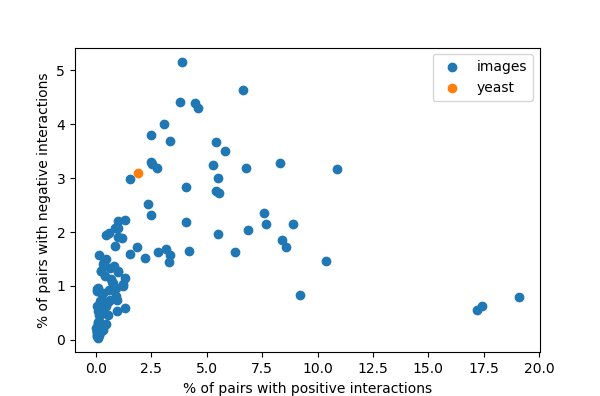 images
yeast
% of pairs with negative interactions
5
4
3
2
1
0
0.0 2.5 5.0 7.5 10.0 12.5 15.0 17.5 20.0
% of pairs with positive interactions